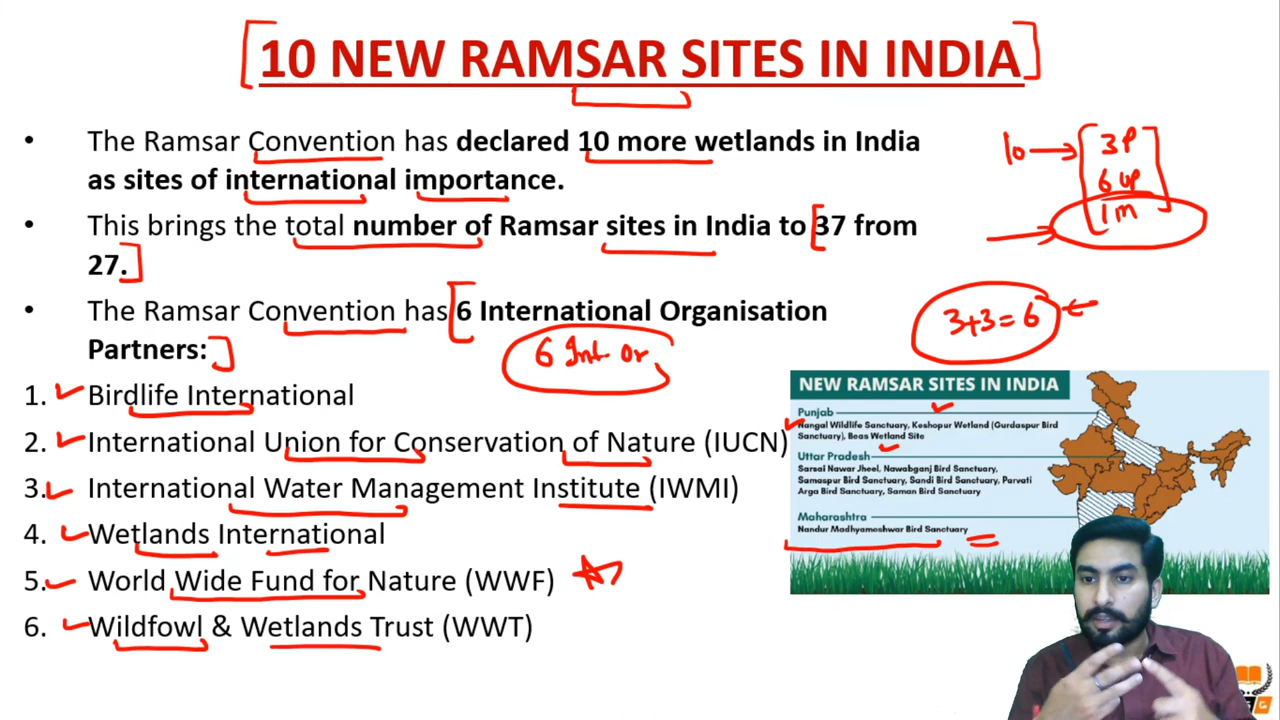 10 NEW RAMSAR SITES IN INDIA
• The Ramsar Convention has declared 10 more wetlands in India
as sites of international importance.
• This brings the total number of Ramsar sites in India to 37 from
27.
• The Ramsar Convention has 6 International Organisation
Partners:
1. Birdlife International
2. International Union for Conservation of Nature (IUCN)
3. International Water Management Institute (IWMI)
4. Wetlands International
5. World Wide Fund for Nature (WWF)
6. Wildfowl & Wetlands Trust (WWT)
6 Int. Or
10 → 3P
6 UP
1 M
3+3=6
NEW RAMSAR SITES IN INDIA
Punjab
Nangal Wildlife Sanctuary, Keshopur Wetland (Gurdaspur Bird
Sanctuary), Beas Wetland Site
Uttar Pradesh
Sarsai Nawar Jheel, Nawabganj Bird Sanctuary,
Samaspur Bird Sanctuary, Sandi Bird Sanctuary, Parvati
Arga Bird Sanctuary, Saman Bird Sanctuary
Maharashtra
Nandur Madhyameshwar Bird Sanctuary